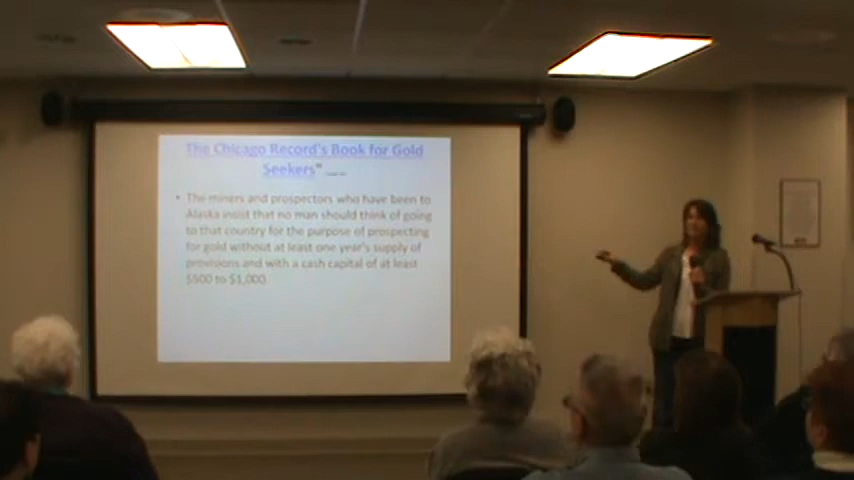 The Chicago Record's Book for Gold
Seekers"
• The miners and prospectors who have been to
Alaska insist that no man should think of going
to that country for the purpose of prospecting
for gold without at least one year's supply of
provisions and with a cash capital of at least
$500 to $1,000.